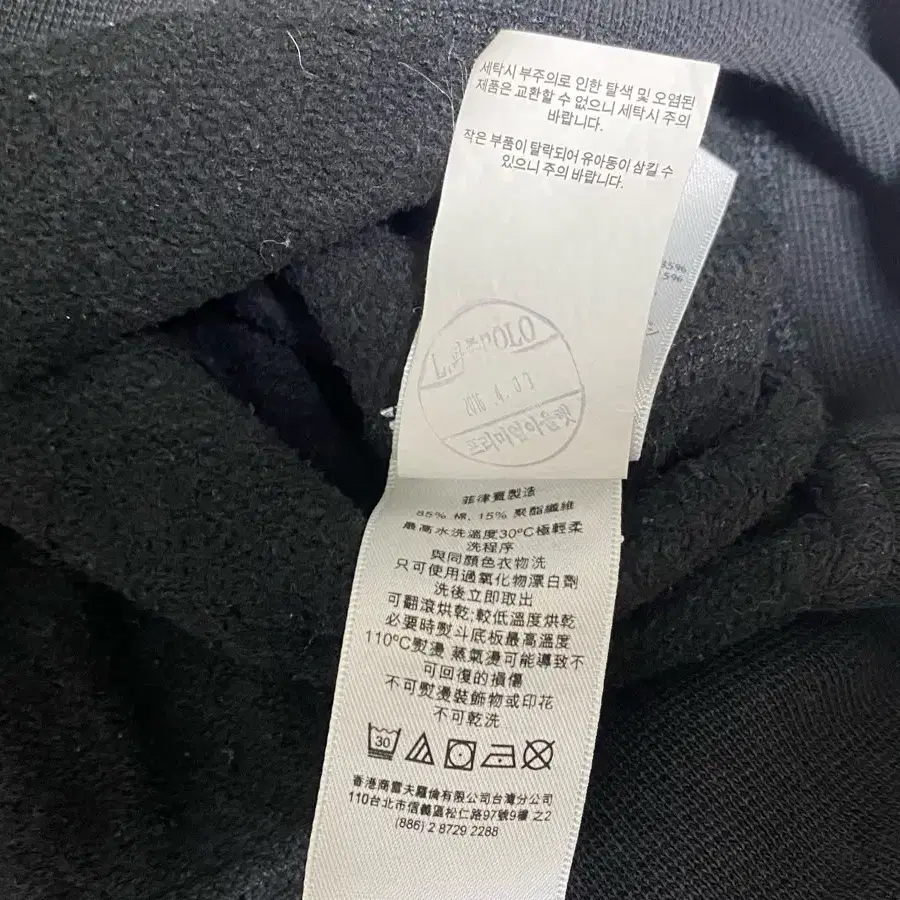 세탁시 부주의로 인한 탈색 및 오염된
제품은 교환할 수 없으니 세탁시 주의
바랍니다.
작은 부품이 탈락되어 유아동이 삼킬 수
있으니 주의 바랍니다.
35%
5%
POLO
프리미엄아울렛
菲律賓製造
85% 棉、15% 聚酯纖維
最高水洗溫度30°C極輕柔
洗程序
與同顏色衣物洗
只可使用過氧化物漂白劑
洗後立即取出
可翻滾烘乾;較低溫度烘乾
必要時熨斗底板最高溫度
110°C熨燙 蒸氣燙可能導致不
可回復的損傷
不可熨燙裝飾物或印花
不可乾洗
30
香港商雷夫羅倫有限公司台灣分公司
110台北市信義區松仁路97號9樓 之2
(886) 2 8729 2288